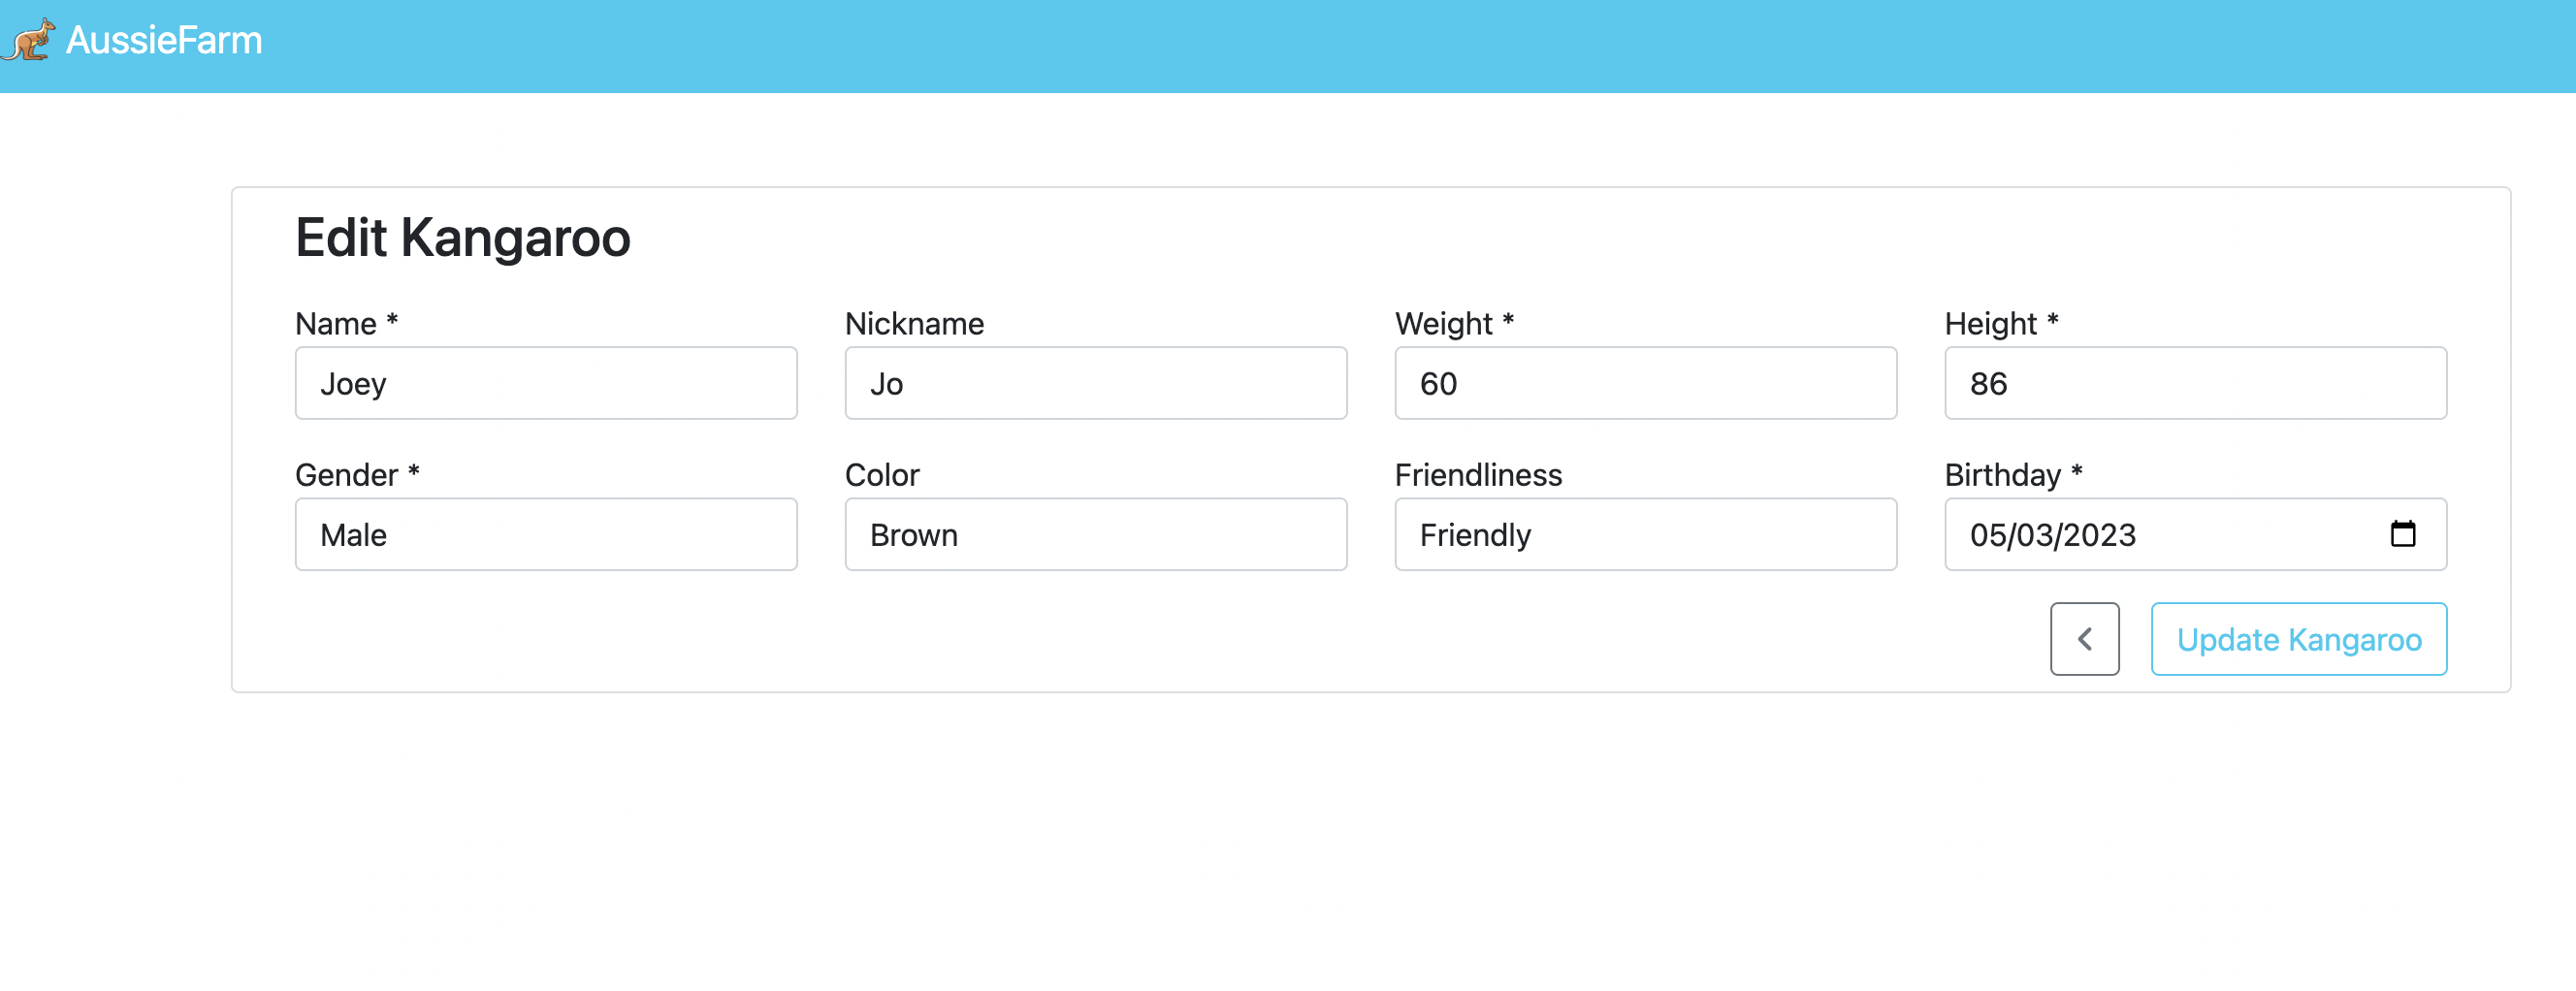 AussieFarm
Edit Kangaroo
Name * Nickname Weight * Height *
Joey Jo 60 86
Gender * Color Friendliness Birthday *
Male Brown Friendly 05/03/2023
Update Kangaroo